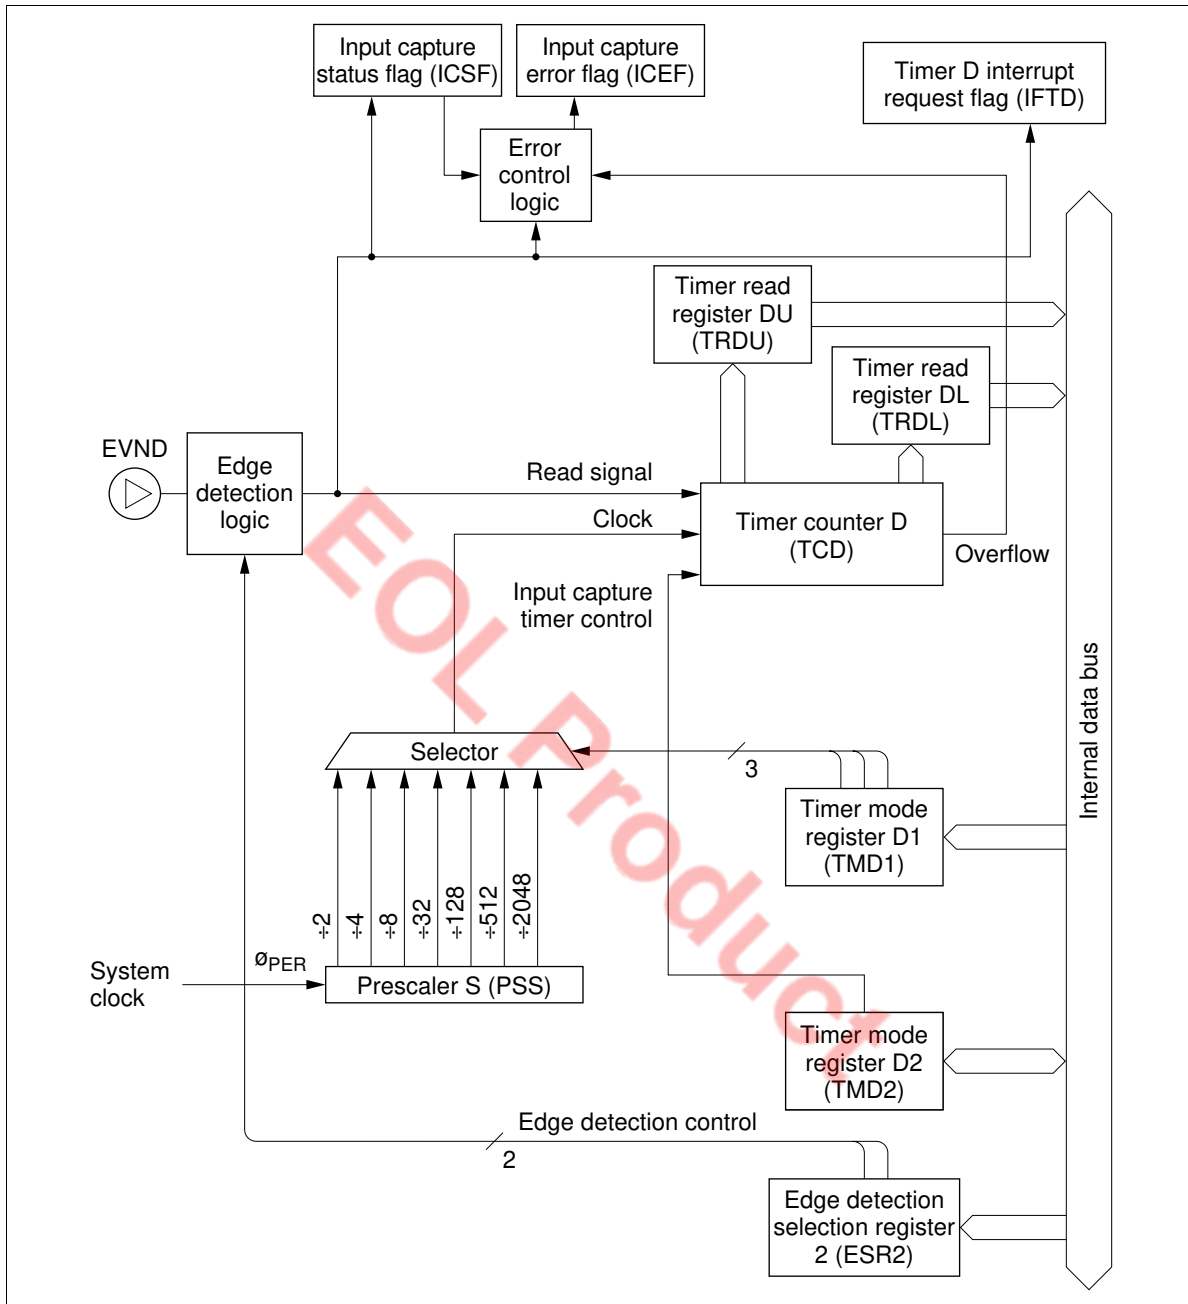 Input capture
status flag (ICSF)
Input capture
error flag (ICEF)
Timer D interrupt
request flag (IFTD)
Error
control
logic
Timer read
register DU
(TRDU)
Timer read
register DL
(TRDL)
EVND
Edge
detection
logic
Read signal
Clock
Timer counter D
(TCD)
Overflow
Input capture
timer control
Internal data bus
Selector
3
Timer mode
register D1
(TMD1)
÷2
÷4
÷8
÷32
÷128
÷512
÷2048
System
clock
øPER
Prescaler S (PSS)
Timer mode
register D2
(TMD2)
Edge detection control
2
Edge detection
selection register
2 (ESR2)
EOL Product